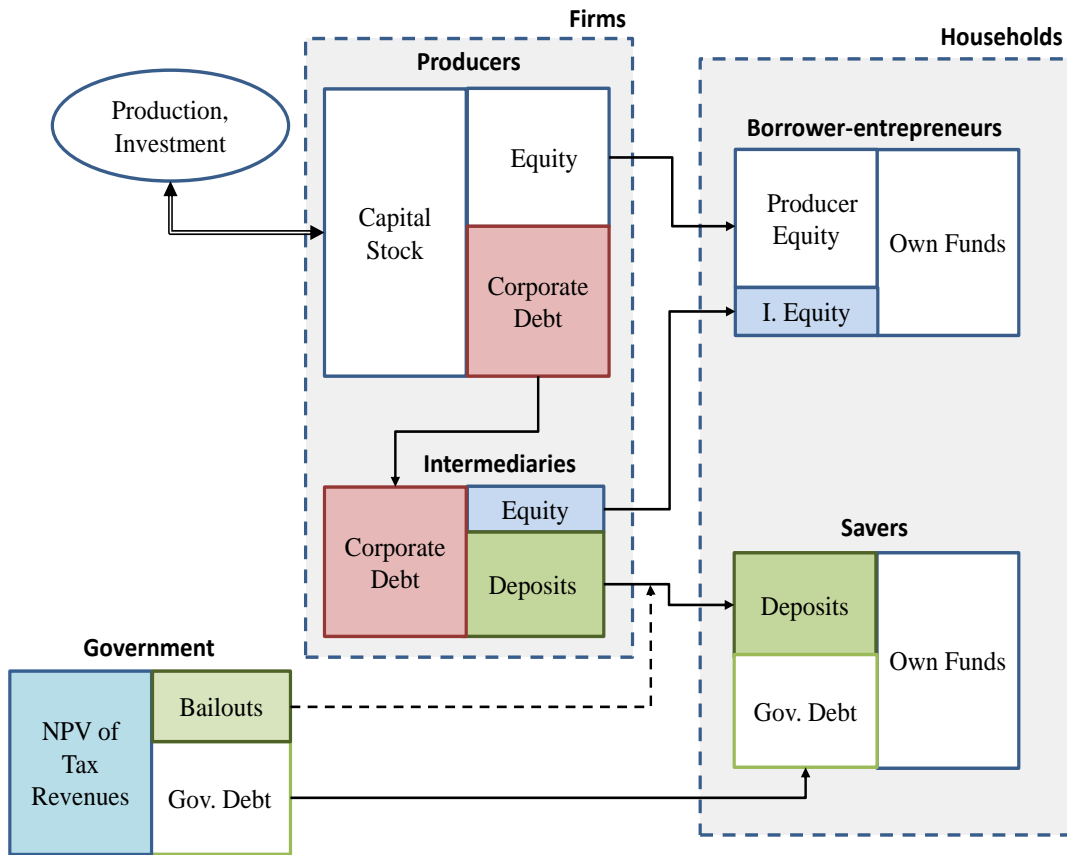 Firms
Households
Producers
Production,
Investment
Equity
Capital
Stock
Corporate
Debt
Borrower-entrepreneurs
Producer
Equity
Own Funds
I. Equity
Intermediaries
Corporate
Debt
Equity
Deposits
Savers
Deposits
Own Funds
Gov. Debt
Government
NPV of
Tax
Revenues
Bailouts
Gov. Debt